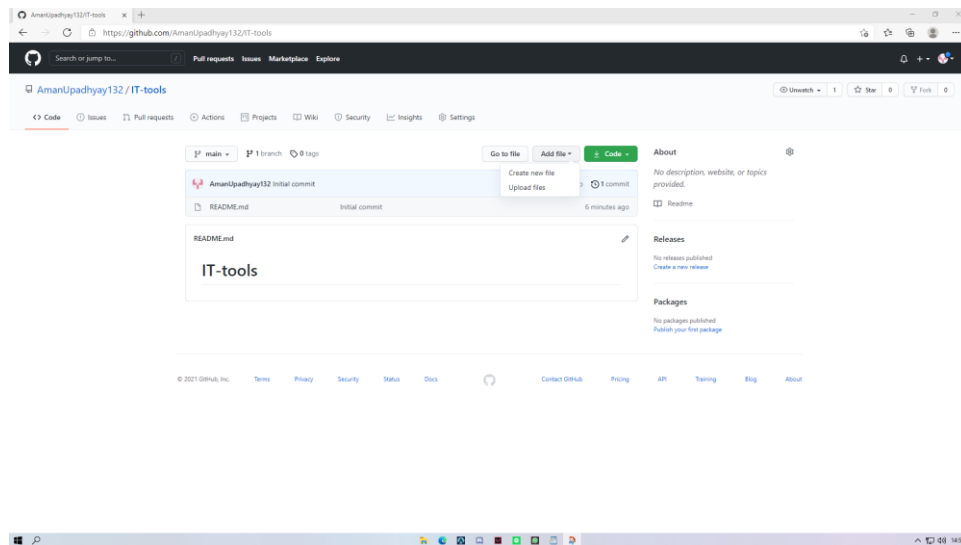 AmanUpadhyay132/IT-tools
https://github.com/AmanUpadhyay132/IT-tools
Search or jump to... / Pull requests Issues Marketplace Explore
AmanUpadhyay132 / IT-tools
Unwatch 1 Star 0 Fork 0
Code Issues Pull requests Actions Projects Wiki Security Insights Settings
main 1 branch 0 tags Go to file Add file Code
Create new file
Upload files
AmanUpadhyay132 Initial commit 1 commit
README.md Initial commit 6 minutes ago
README.md
IT-tools
About
No description, website, or topics
provided.
Readme
Releases
No releases published
Create a new release
Packages
No packages published
Publish your first package
© 2021 GitHub, Inc. Terms Privacy Security Status Docs Contact GitHub Pricing API Training Blog About